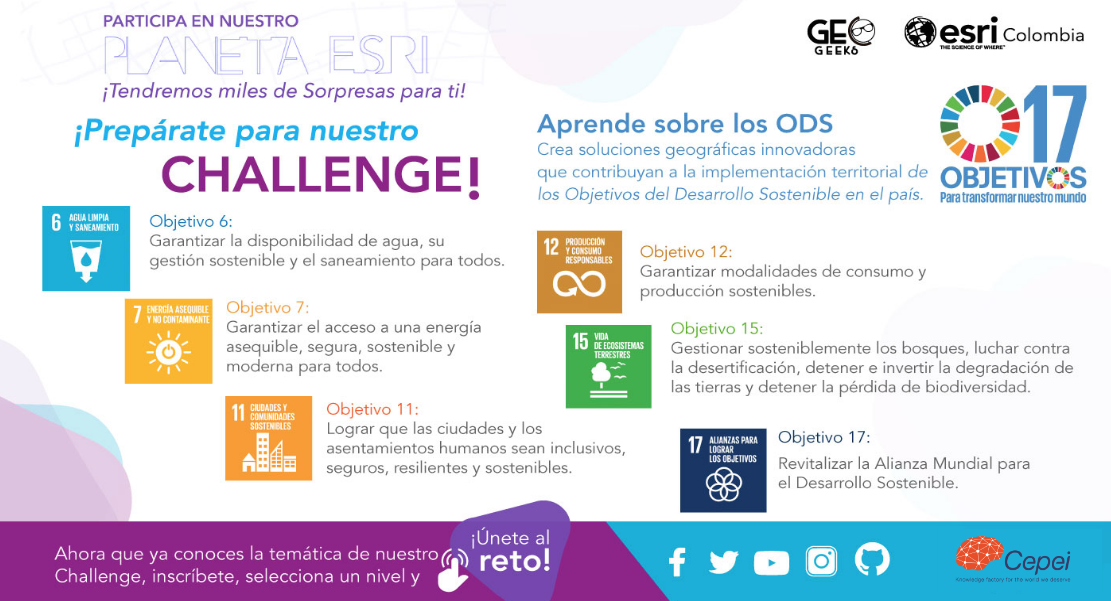 PARTICIPA EN NUESTRO
PLANETA ESRI
¡Tendremos miles de Sorpresas para ti!
GEO
GEEKS
esri Colombia
THE SCIENCE OF WHERE™
¡Prepárate para nuestro
CHALLENGE!
Aprende sobre los ODS
Crea soluciones geográficas innovadoras
que contribuyen a la implementación territorial de
los Objetivos del Desarrollo Sostenible en el país.
17
OBJETIVOS
Para transformar nuestro mundo
6 AGUA LIMPIA
Y SANEAMIENTO
Objetivo 6:
Garantizar la disponibilidad de agua, su
gestión sostenible y el saneamiento para todos.
7 ENERGÍA ASEQUIBLE
Y NO CONTAMINANTE
Objetivo 7:
Garantizar el acceso a una energía
asequible, segura, sostenible y
moderna para todos.
11 CIUDADES Y
COMUNIDADES
SOSTENIBLES
Objetivo 11:
Lograr que las ciudades y los
asentamientos humanos sean inclusivos,
seguros, resilientes y sostenibles.
12 PRODUCCIÓN
Y CONSUMO
RESPONSABLES
Objetivo 12:
Garantizar modalidades de consumo y
producción sostenibles.
15 VIDA
DE ECOSISTEMAS
TERRESTRES
Objetivo 15:
Gestionar sosteniblemente los bosques, luchar contra
la desertificación, detener e invertir la degradación de
las tierras y detener la pérdida de biodiversidad.
17 ALIANZAS PARA
LOGRAR
LOS OBJETIVOS
Objetivo 17:
Revitalizar la Alianza Mundial para
el Desarrollo Sostenible.
Ahora que ya conoces la temática de nuestro
Challenge, inscríbete, selecciona un nivel y
¡Únete al
reto!
Cepei
Knowledge factory for the world we deserve